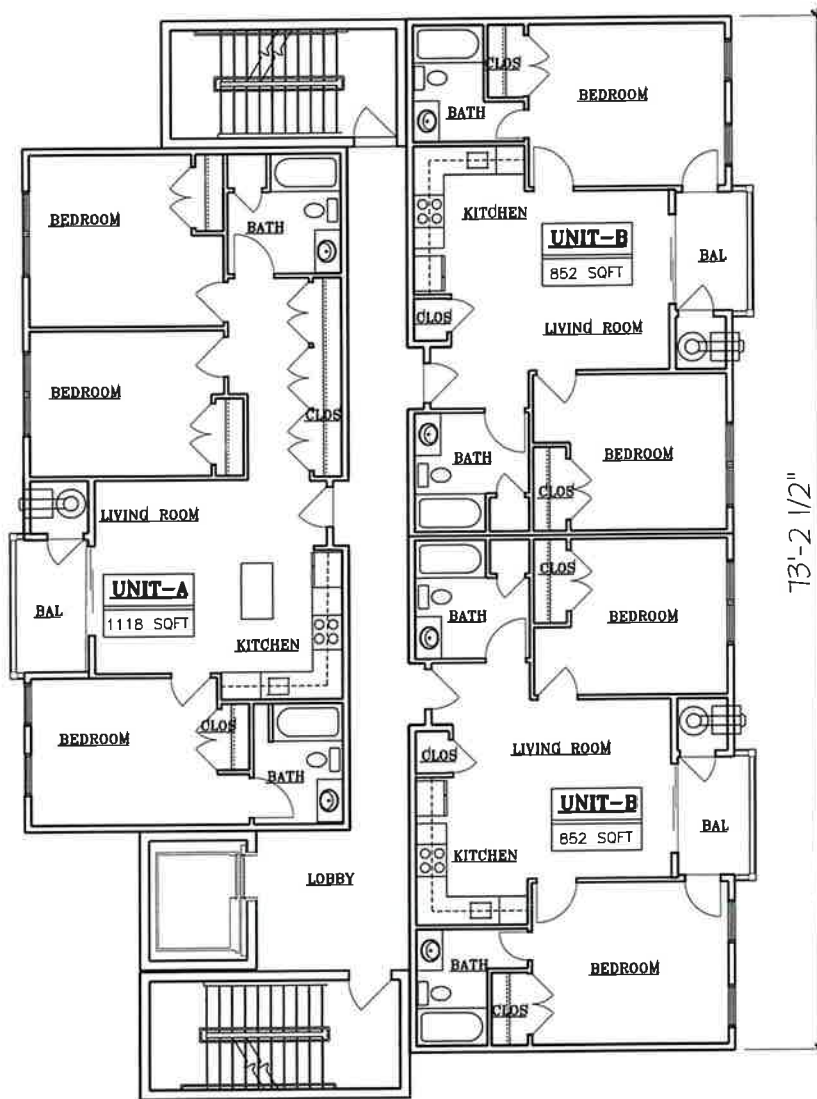 CLOS
BEDROOM
BATH
KITCHEN
UNIT-B
852 SQFT
BAL
CLOS
LIVING ROOM
BEDROOM
BATH
BEDROOM
CLOS
BATH
BEDROOM
CLOS
LIVING ROOM
UNIT-A
1118 SQFT
BAL
KITCHEN
BEDROOM
CLOS
BATH
CLOS
BATH
BEDROOM
CLOS
LIVING ROOM
UNIT-B
852 SQFT
BAL
KITCHEN
LOBBY
BATH
BEDROOM
CLOS
73'-2 1/2"